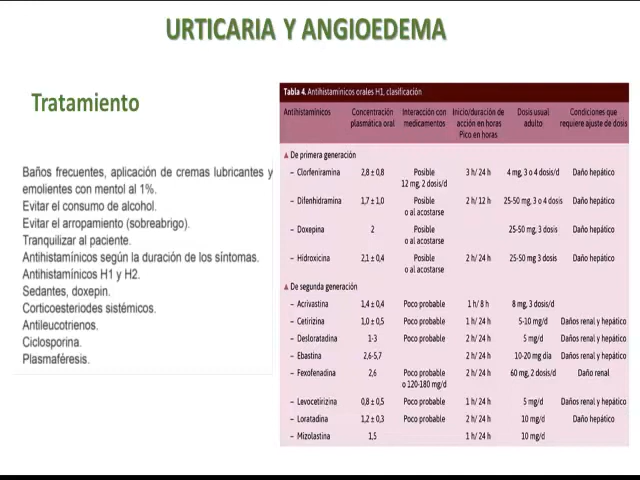 URTICARIA Y ANGIOEDEMA
Tratamiento
Baños frecuentes, aplicación de cremas lubricantes y
emolientes con mentol al 1%.
Evitar el consumo de alcohol.
Evitar el arropamiento (sobreabrigo).
Tranquilizar al paciente.
Antihistamínicos según la duración de los síntomas.
Antihistamínicos H1 y H2.
Sedantes, doxepin.
Corticoesteriodes sistémicos.
Antileucotrienos.
Ciclosporina.
Plasmaféresis.
Tabla 4. Antihistamínicos orales H1, clasificación
Antihistamínicos Concentración plasmática oral Interacción con medicamentos Inicio/duración de acción en horas Pico en horas Dosis usual adulto Condiciones que requiere ajuste de dosis
▲ De primera generación
– Clorfeniramina 2,8 ± 0,8 Posible 12 mg, 2 dosis/d 3 h/ 24 h 4 mg, 3 o 4 dosis/d Daño hepático
– Difenhidramina 1,7 ± 1,0 Posible o al acostarse 2 h/ 12 h 25-50 mg, 3 o 4 dosis Daño hepático
– Doxepina 2 Posible o al acostarse 25-50 mg, 3 dosis Daño hepático
– Hidroxicina 2,1 ± 0,4 Posible o al acostarse 2 h/ 24 h 25-50 mg 3 dosis Daño hepático
▲ De segunda generación
– Acrivastina 1,4 ± 0,4 Poco probable 1 h/ 8 h 8 mg, 3 dosis/d
– Cetirizina 1,0 ± 0,5 Poco probable 1 h/ 24 h 5-10 mg/d Daños renal y hepático
– Desloratadina 1-3 Poco probable 2 h/ 24 h 5 mg/d Daños renal y hepático
– Ebastina 2,6-5,7 2 h/ 24 h 10-20 mg día Daños renal y hepático
– Fexofenadina 2,6 Poco probable o 120-180 mg/d 2 h/ 24 h 60 mg, 2 dosis/d Daño renal
– Levocetirizina 0,8 ± 0,5 Poco probable 1 h/ 24 h 5 mg/d Daños renal y hepático
– Loratadina 1,2 ± 0,3 Poco probable 2 h/ 24 h 10 mg/d Daño hepático
– Mizolastina 1,5 1 h/ 24 h 10 mg/d